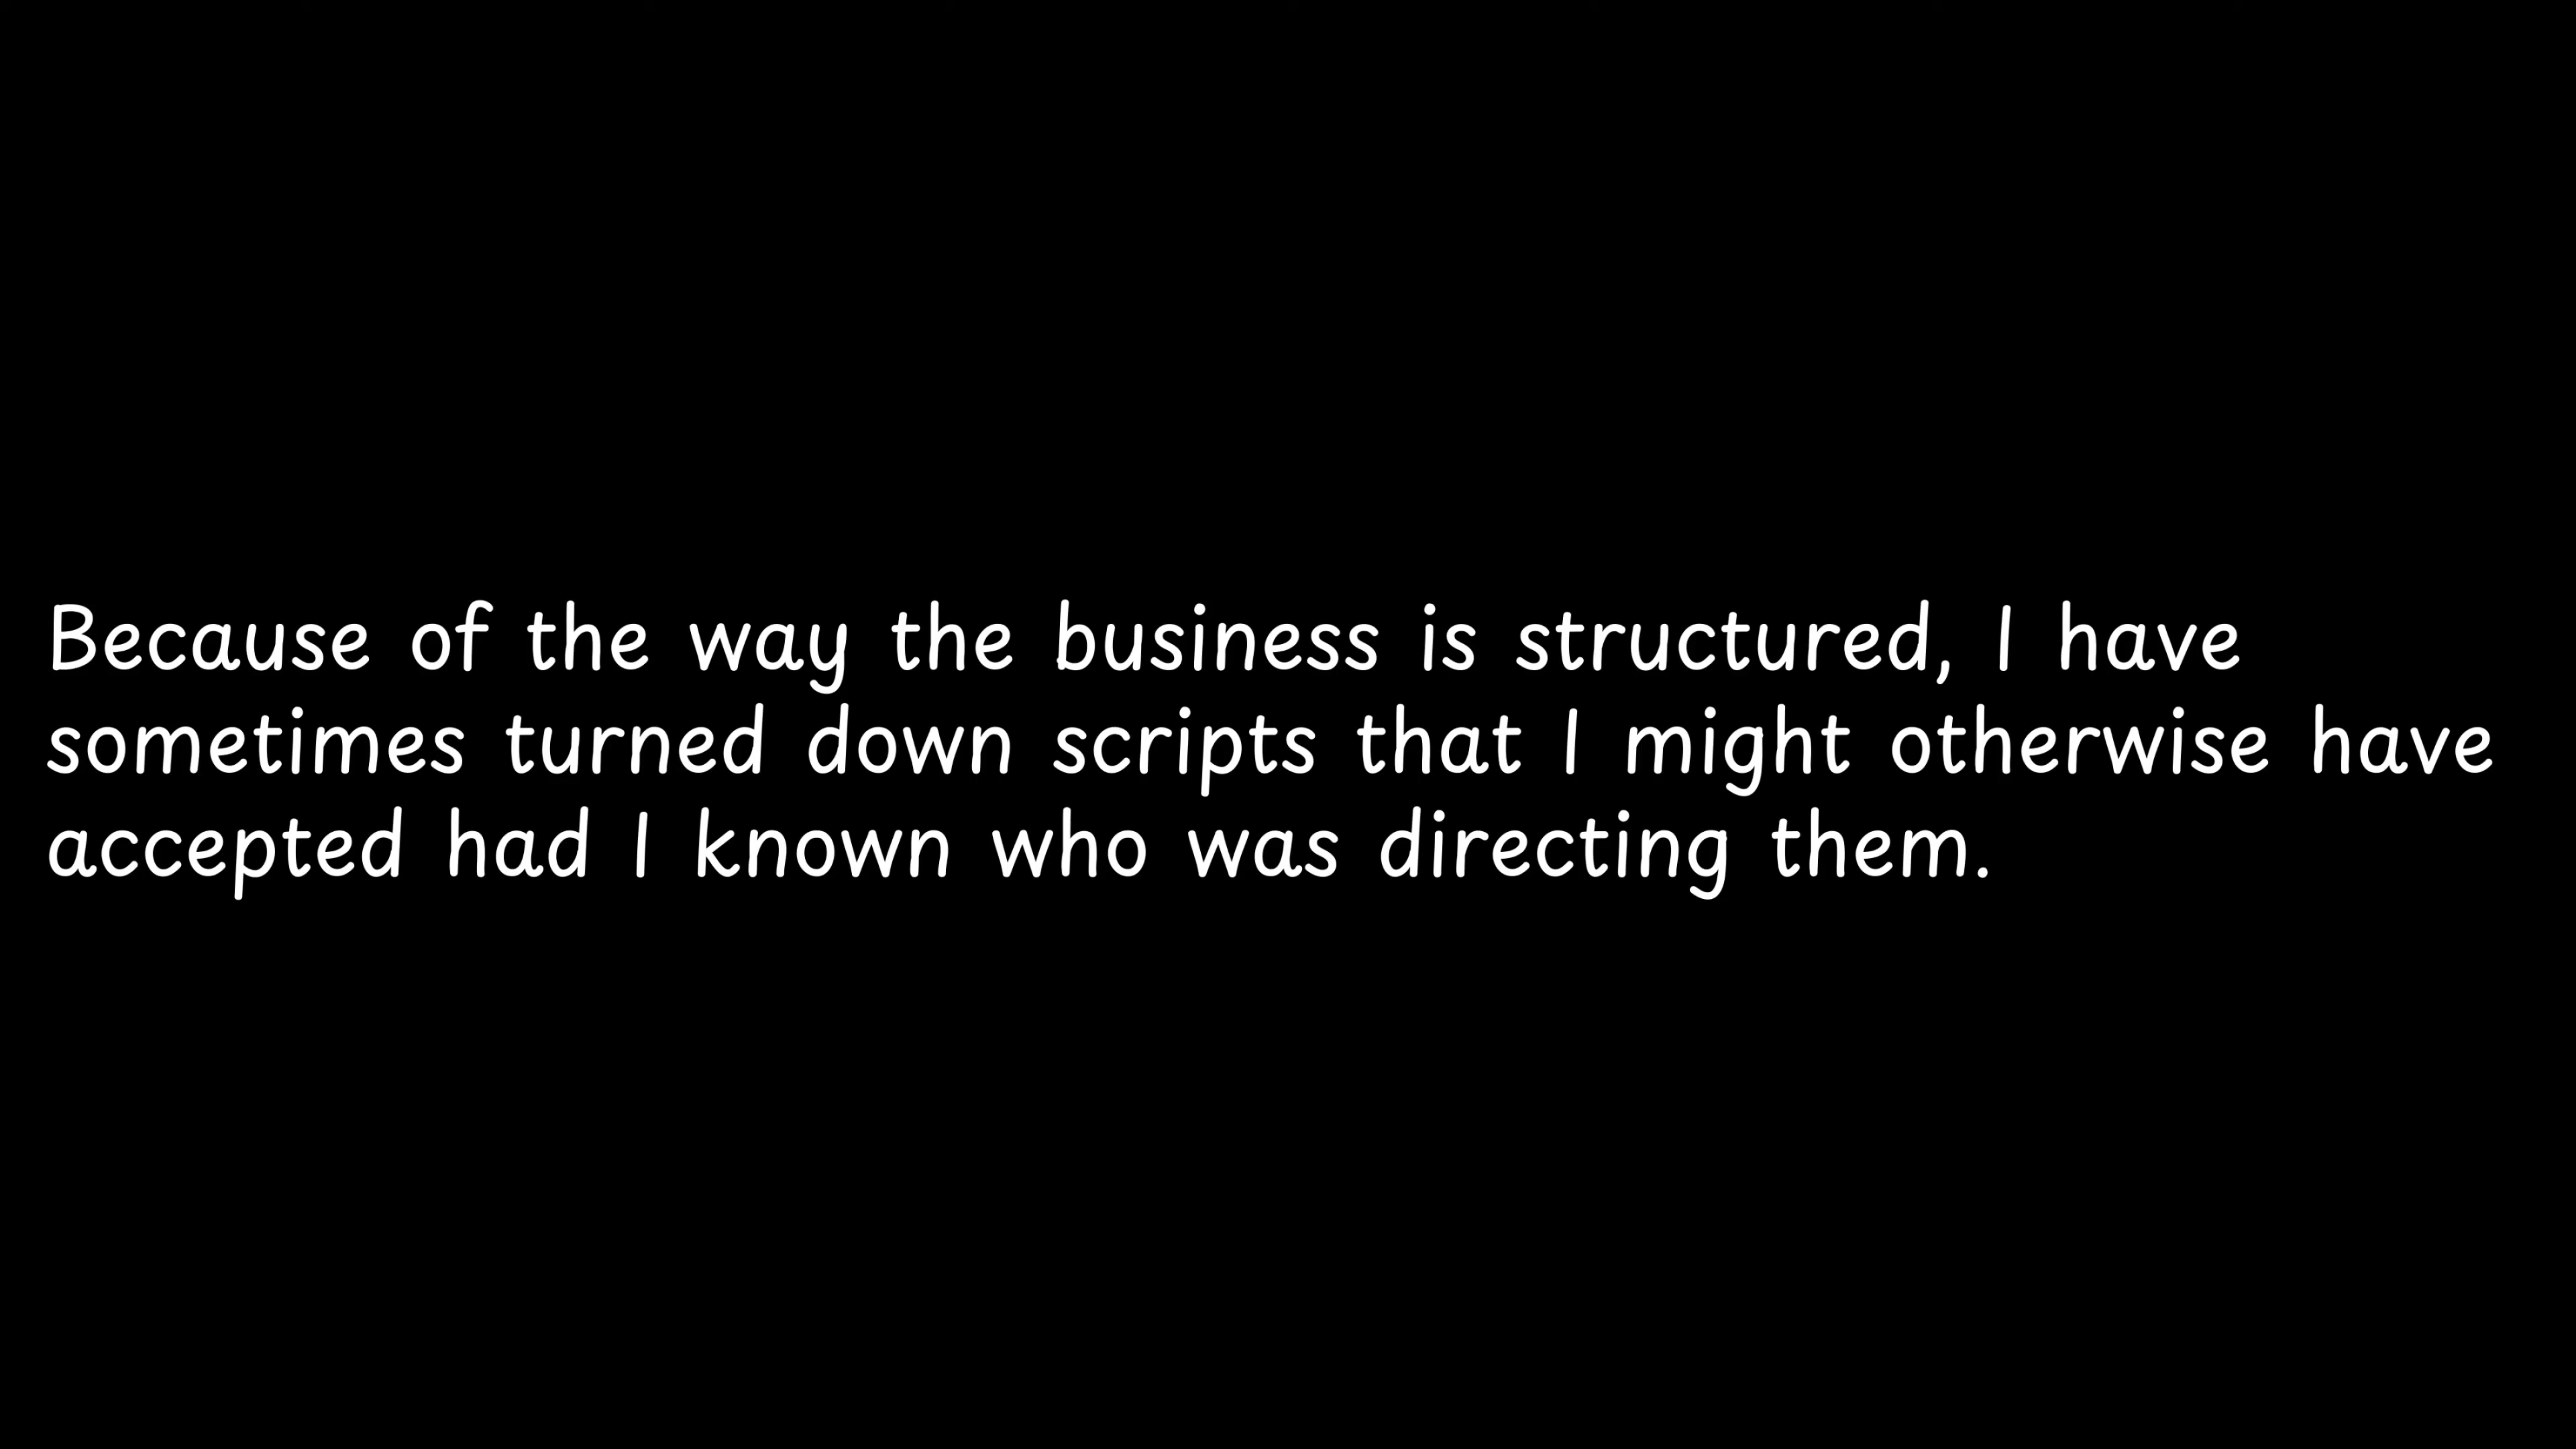 Because of the way the business is structured, I have
sometimes turned down scripts that I might otherwise have
accepted had I known who was directing them.